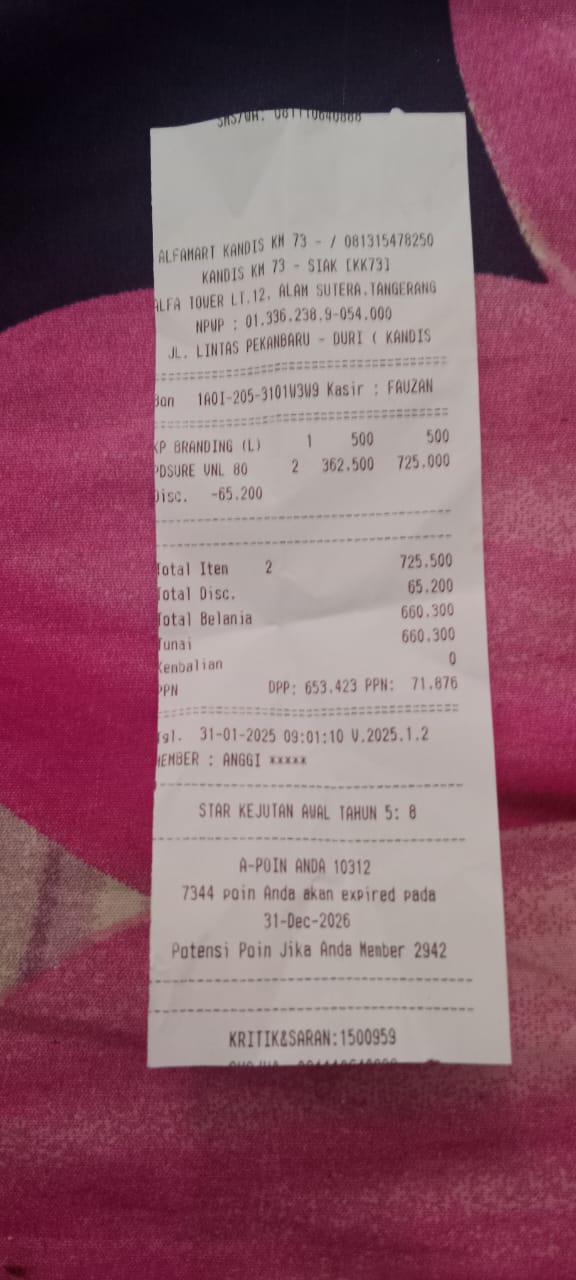 SMS/WA: 081110640888
ALFAMART KANDIS KM 73 - / 081315478250
KANDIS KM 73 - SIAK [KK73]
ALFA TOWER LT.12, ALAM SUTERA.TANGERANG
NPWP : 01.336.238.9-054.000
JL. LINTAS PEKANBARU - DURI ( KANDIS
Bon 1AOI-205-3101W3W9 Kasir : FAUZAN
KP BRANDING (L) 1 500 500
PDSURE VNL 80 2 362.500 725.000
Disc. -65.200
Total Item 2 725.500
Total Disc. 65.200
Total Belanja 660.300
Tunai 660.300
Kembalian 0
PPN DPP: 653.423 PPN: 71.876
Tgl. 31-01-2025 09:01:10 V.2025.1.2
MEMBER : ANGGI *****
STAR KEJUTAN AWAL TAHUN 5: 8
A-POIN ANDA 10312
7344 poin Anda akan expired pada
31-Dec-2026
Potensi Poin Jika Anda Member 2942
KRITIK&SARAN:1500959